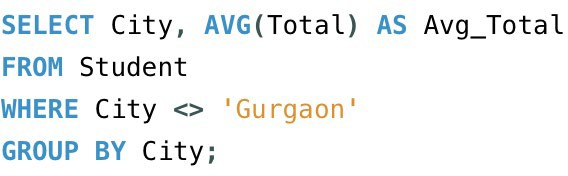 SELECT City, AVG(Total) AS Avg_Total
FROM Student
WHERE City <> 'Gurgaon'
GROUP BY City;